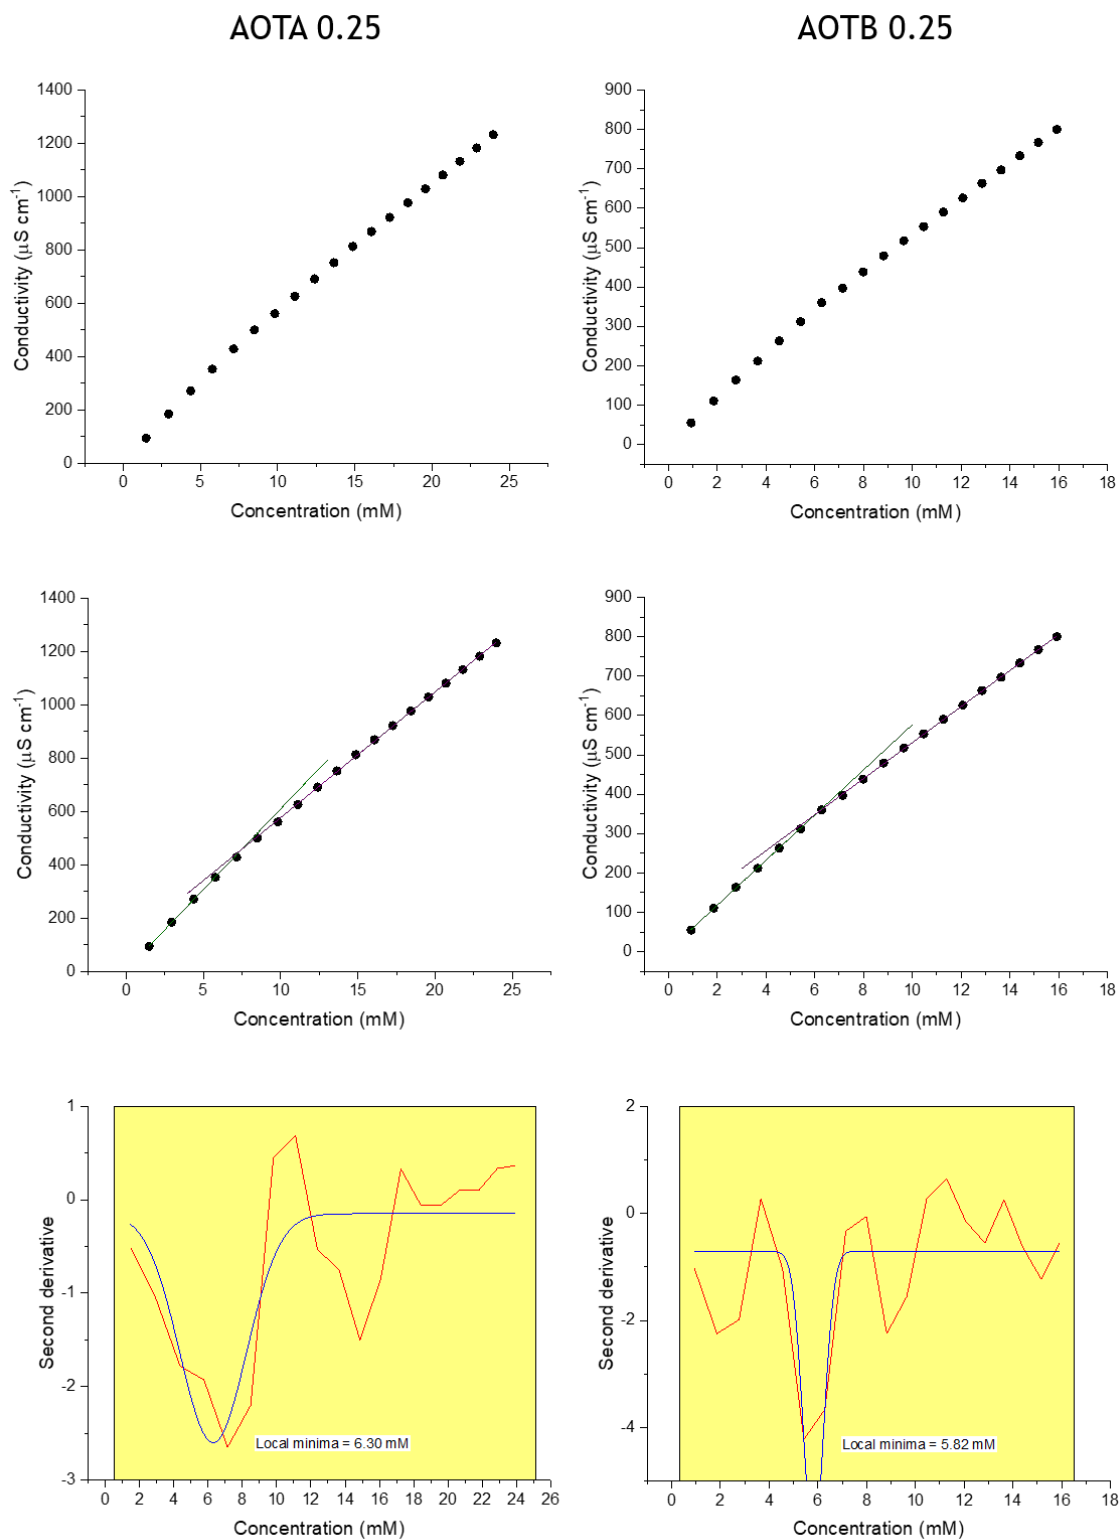 AOTA 0.25
AOTB 0.25
1400
1200
1000
800
600
400
200
0
Conductivity (μS cm⁻¹)
0 5 10 15 20 25
Concentration (mM)
900
800
700
600
500
400
300
200
100
0
Conductivity (μS cm⁻¹)
0 2 4 6 8 10 12 14 16 18
Concentration (mM)
1400
1200
1000
800
600
400
200
0
Conductivity (μS cm⁻¹)
0 5 10 15 20 25
Concentration (mM)
900
800
700
600
500
400
300
200
100
0
Conductivity (μS cm⁻¹)
0 2 4 6 8 10 12 14 16 18
Concentration (mM)
1
0
-1
-2
-3
Second derivative
Local minima = 6.30 mM
0 2 4 6 8 10 12 14 16 18 20 22 24 26
Concentration (mM)
2
0
-2
-4
Second derivative
Local minima = 5.82 mM
0 2 4 6 8 10 12 14 16 18
Concentration (mM)